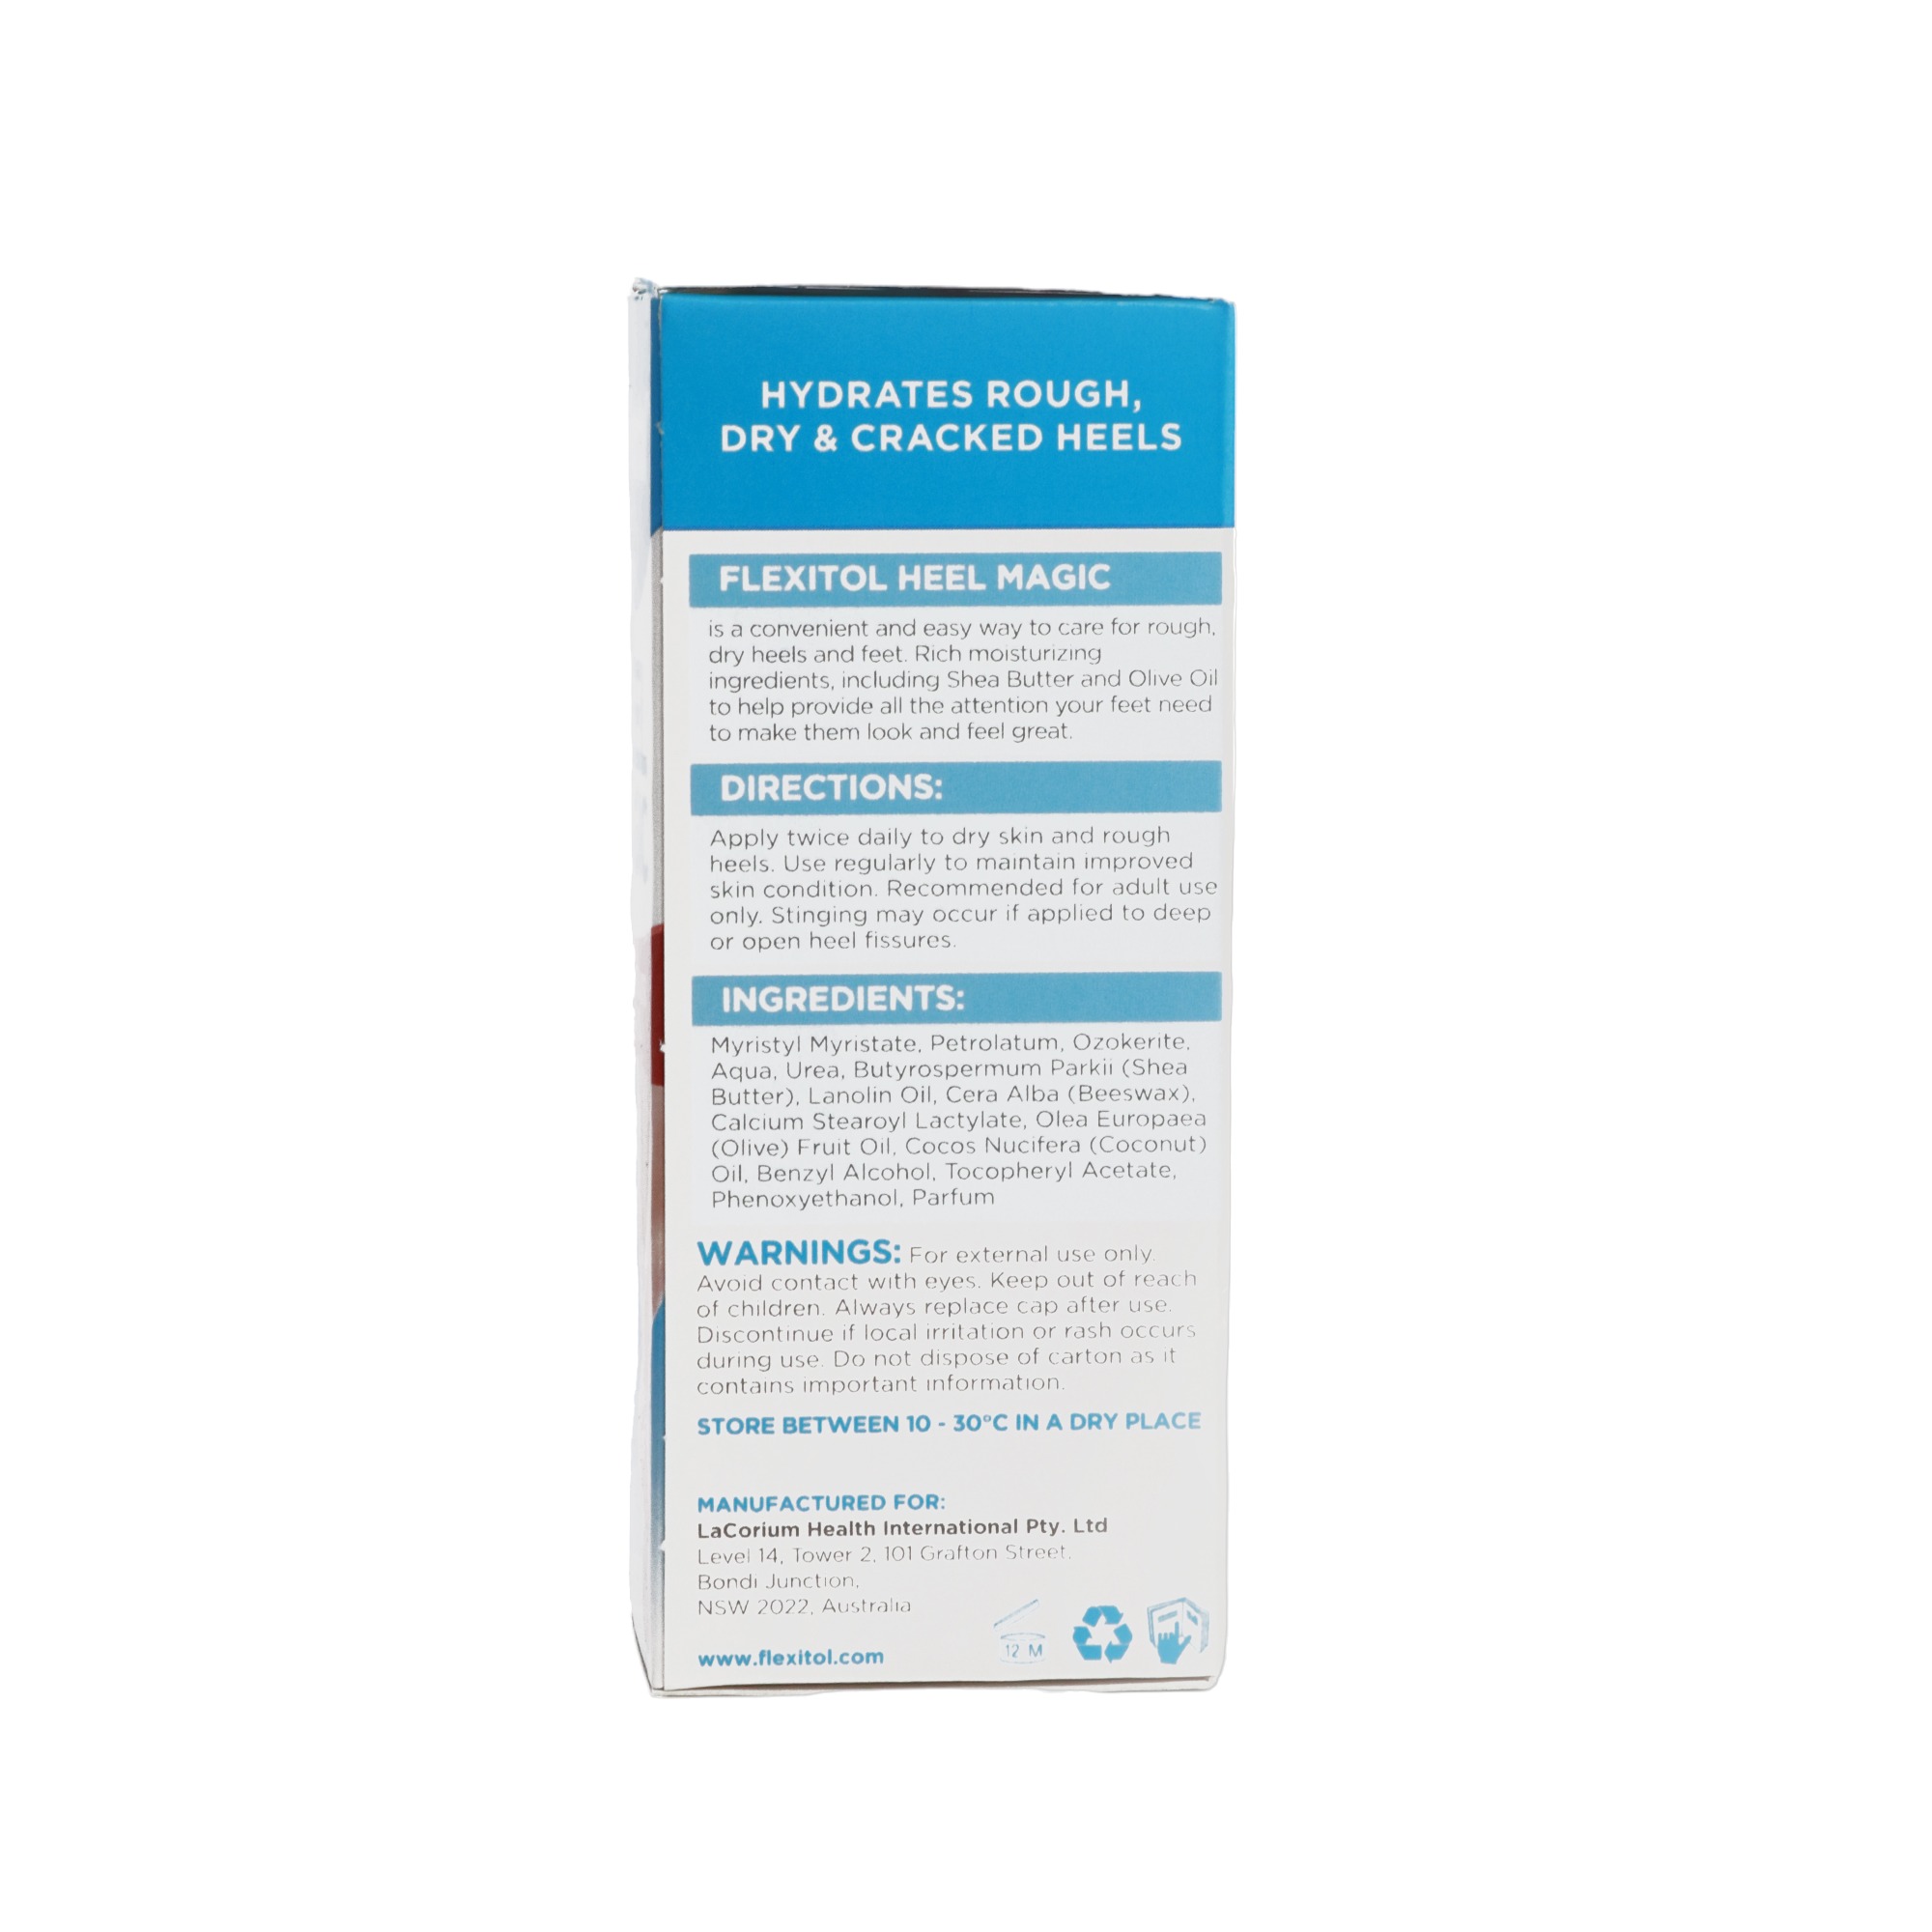 HYDRATES ROUGH,
DRY & CRACKED HEELS
FLEXITOL HEEL MAGIC
is a convenient and easy way to care for rough,
dry heels and feet. Rich moisturizing
ingredients, including Shea Butter and Olive Oil
to help provide all the attention your feet need
to make them look and feel great.
DIRECTIONS:
Apply twice daily to dry skin and rough
heels. Use regularly to maintain improved
skin condition. Recommended for adult use
only. Stinging may occur if applied to deep
or open heel fissures.
INGREDIENTS:
Myristyl Myristate, Petrolatum, Ozokerite,
Aqua, Urea, Butyrospermum Parkii (Shea
Butter), Lanolin Oil, Cera Alba (Beeswax),
Calcium Stearoyl Lactylate, Olea Europaea
(Olive) Fruit Oil, Cocos Nucifera (Coconut)
Oil, Benzyl Alcohol, Tocopheryl Acetate,
Phenoxyethanol, Parfum
WARNINGS: For external use only.
Avoid contact with eyes. Keep out of reach
of children. Always replace cap after use.
Discontinue if local irritation or rash occurs
during use. Do not dispose of carton as it
contains important information.
STORE BETWEEN 10 - 30°C IN A DRY PLACE
MANUFACTURED FOR:
LaCorium Health International Pty. Ltd
Level 14, Tower 2, 101 Grafton Street,
Bondi Junction,
NSW 2022, Australia
12 M
www.flexitol.com